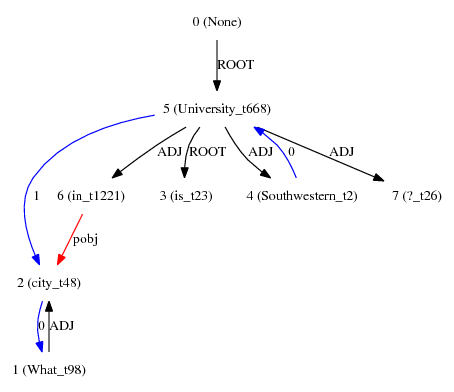 0 (None)
ROOT
5 (University_t668)
ADJ ROOT ADJ 0 ADJ
1 6 (in_t1221) 3 (is_t23) 4 (Southwestern_t2) 7 (?_t26)
pobj
2 (city_t48)
0 ADJ
1 (What_t98)